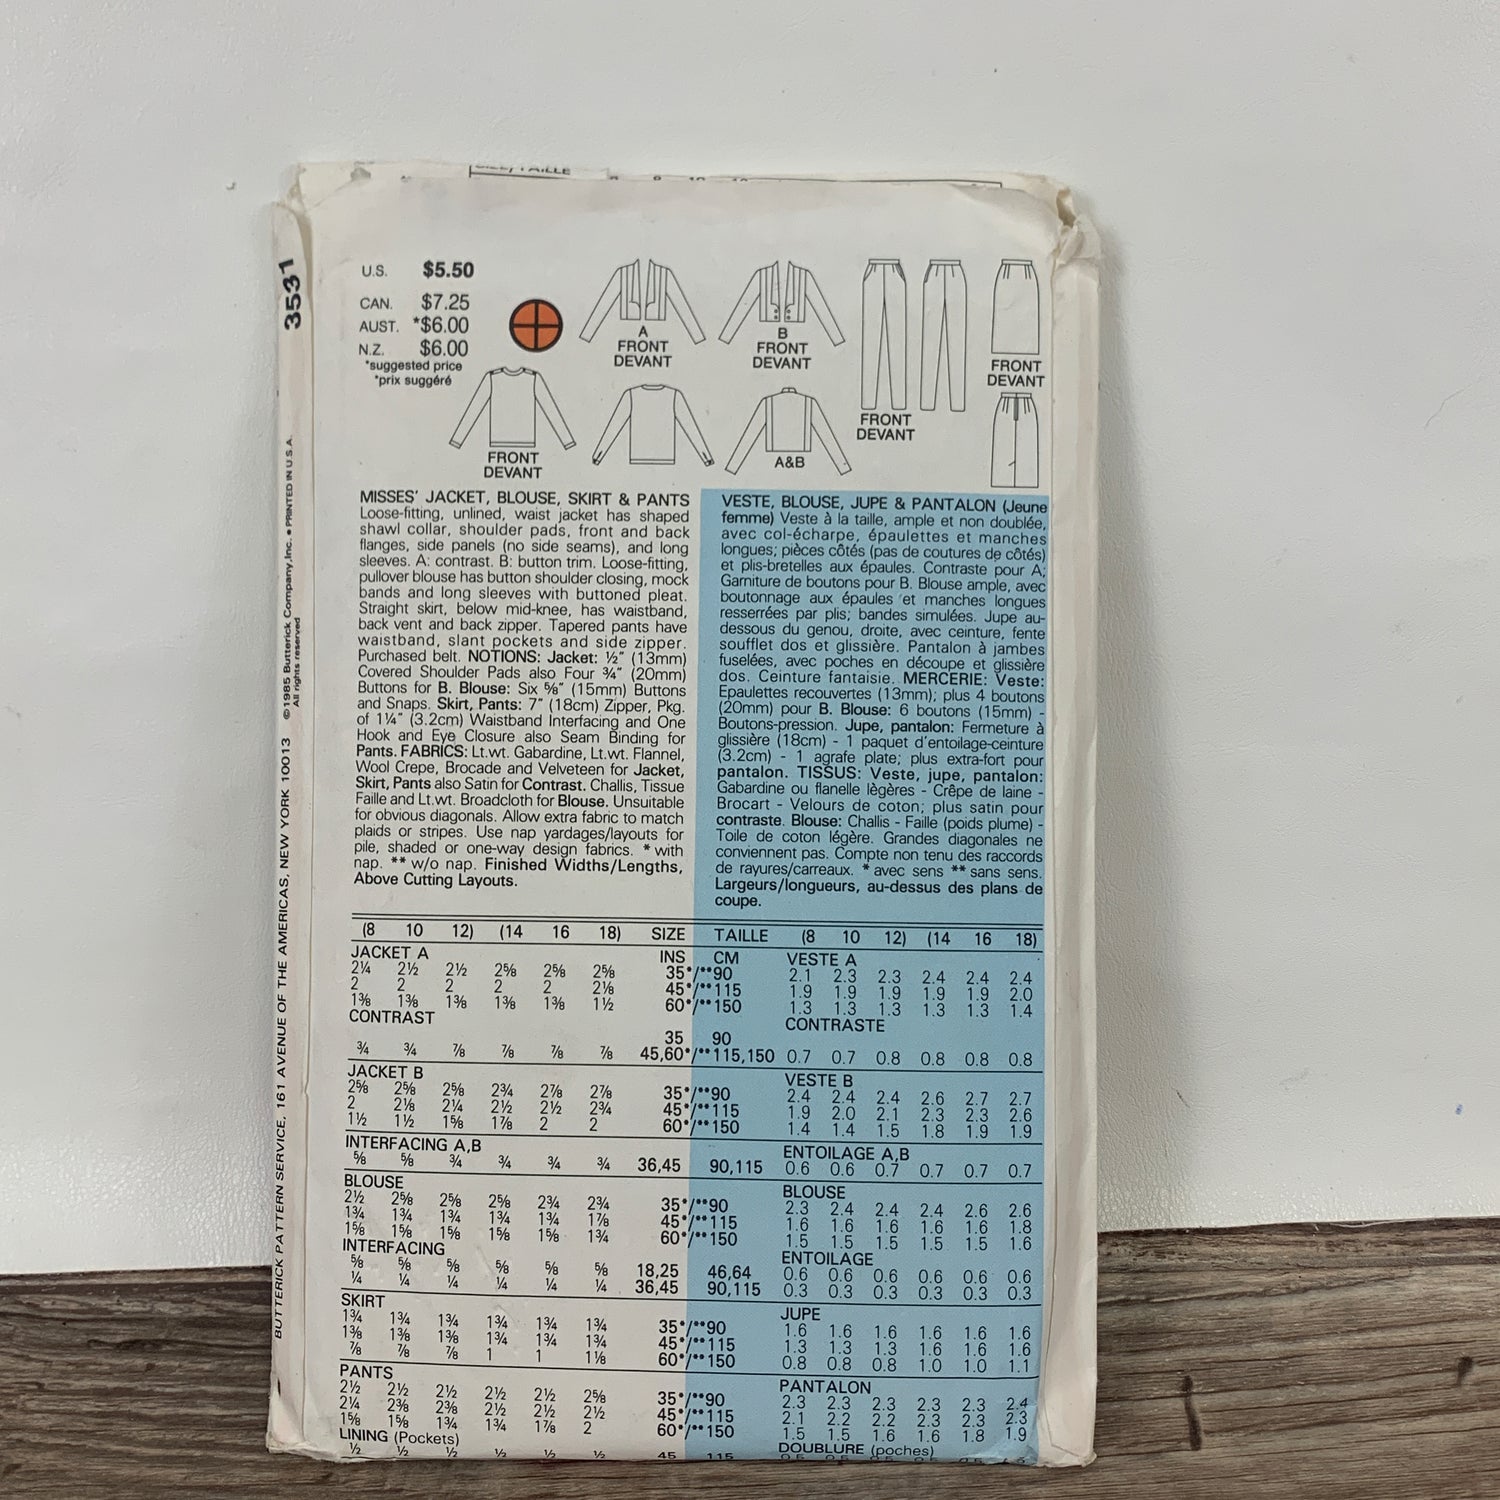 SIZE/TAILLE
3531
©1985 Butterick Company, Inc. • PRINTED IN U.S.A.
All rights reserved
BUTTERICK PATTERN SERVICE, 161 AVENUE OF THE AMERICAS, NEW YORK 10013
U.S. $5.50
CAN. $7.25
AUST. *$6.00
N.Z. $6.00
*suggested price
*prix suggéré
A
FRONT
DEVANT
B
FRONT
DEVANT
FRONT
DEVANT
FRONT
DEVANT
FRONT
DEVANT
A&B
MISSES' JACKET, BLOUSE, SKIRT & PANTS
Loose-fitting, unlined, waist jacket has shaped
shawl collar, shoulder pads, front and back
flanges, side panels (no side seams), and long
sleeves. A: contrast. B: button trim. Loose-fitting,
pullover blouse has button shoulder closing, mock
bands and long sleeves with buttoned pleat.
Straight skirt, below mid-knee, has waistband,
back vent and back zipper. Tapered pants have
waistband, slant pockets and side zipper.
Purchased belt. NOTIONS: Jacket: ½" (13mm)
Covered Shoulder Pads also Four ¾" (20mm)
Buttons for B. Blouse: Six ⅝" (15mm) Buttons
and Snaps. Skirt, Pants: 7" (18cm) Zipper, Pkg.
of 1¼" (3.2cm) Waistband Interfacing and One
Hook and Eye Closure also Seam Binding for
Pants. FABRICS: Lt.wt. Gabardine, Lt.wt. Flannel,
Wool Crepe, Brocade and Velveteen for Jacket,
Skirt, Pants also Satin for Contrast. Challis, Tissue
Faille and Lt.wt. Broadcloth for Blouse. Unsuitable
for obvious diagonals. Allow extra fabric to match
plaids or stripes. Use nap yardages/layouts for
pile, shaded or one-way design fabrics. * with
nap. ** w/o nap. Finished Widths/Lengths,
Above Cutting Layouts.
VESTE, BLOUSE, JUPE & PANTALON (Jeune
femme) Veste à la taille, ample et non doublée,
avec col-écharpe, épaulettes et manches
longues; pièces côtés (pas de coutures de côtés)
et plis-bretelles aux épaules. Contraste pour A;
Garniture de boutons pour B. Blouse ample, avec
boutonnage aux épaules et manches longues
resserrées par plis; bandes simulées. Jupe au-
dessous du genou, droite, avec ceinture, fente
soufflet dos et glissière. Pantalon à jambes
fuselées, avec poches en découpe et glissière
dos. Ceinture fantaisie. MERCERIE: Veste:
Epaulettes recouvertes (13mm); plus 4 boutons
(20mm) pour B. Blouse: 6 boutons (15mm) -
Boutons-pression. Jupe, pantalon: Fermeture à
glissière (18cm) - 1 paquet d'entoilage-ceinture
(3.2cm) - 1 agrafe plate; plus extra-fort pour
pantalon. TISSUS: Veste, jupe, pantalon:
Gabardine ou flanelle lègères - Crêpe de laine -
Brocart - Velours de coton; plus satin pour
contraste. Blouse: Challis - Faille (poids plume) -
Toile de coton légère. Grandes diagonales ne
conviennent pas. Compte non tenu des raccords
de rayures/carreaux. * avec sens ** sans sens.
Largeurs/longueurs, au-dessus des plans de
coupe.
(8 10 12) (14 16 18) SIZE TAILLE (8 10 12) (14 16 18)
JACKET A INS CM VESTE A
2¼ 2½ 2½ 2⅝ 2⅝ 2⅝ 35*/**90 2.1 2.3 2.3 2.4 2.4 2.4
2 2 2 2 2 2⅛ 45*/**115 1.9 1.9 1.9 1.9 1.9 2.0
1⅜ 1⅜ 1⅜ 1⅜ 1⅜ 1½ 60*/**150 1.3 1.3 1.3 1.3 1.3 1.4
CONTRAST CONTRASTE
35 90
¾ ¾ ⅞ ⅞ ⅞ ⅞ 45,60*/**115,150 0.7 0.7 0.8 0.8 0.8 0.8
JACKET B VESTE B
2⅝ 2⅝ 2⅝ 2¾ 2⅞ 2⅞ 35*/**90 2.4 2.4 2.4 2.6 2.7 2.7
2 2⅛ 2¼ 2½ 2½ 2¾ 45*/**115 1.9 2.0 2.1 2.3 2.3 2.6
1½ 1½ 1⅝ 1⅞ 2 2 60*/**150 1.4 1.4 1.5 1.8 1.9 1.9
INTERFACING A,B ENTOILAGE A,B
⅝ ⅝ ¾ ¾ ¾ ¾ 36,45 90,115 0.6 0.6 0.7 0.7 0.7 0.7
BLOUSE BLOUSE
2½ 2⅝ 2⅝ 2⅝ 2¾ 2¾ 35*/**90 2.3 2.4 2.4 2.4 2.6 2.6
1¾ 1¾ 1¾ 1¾ 1¾ 1⅞ 45*/**115 1.6 1.6 1.6 1.6 1.6 1.8
1⅝ 1⅝ 1⅝ 1⅝ 1⅝ 1¾ 60*/**150 1.5 1.5 1.5 1.5 1.5 1.6
INTERFACING ENTOILAGE
⅝ ⅝ ⅝ ⅝ ⅝ ⅝ 18,25 46,64 0.6 0.6 0.6 0.6 0.6 0.6
¼ ¼ ¼ ¼ ¼ ¼ 36,45 90,115 0.3 0.3 0.3 0.3 0.3 0.3
SKIRT JUPE
1¾ 1¾ 1¾ 1¾ 1¾ 1¾ 35*/**90 1.6 1.6 1.6 1.6 1.6 1.6
1⅜ 1⅜ 1⅜ 1¾ 1¾ 1¾ 45*/**115 1.3 1.3 1.3 1.6 1.6 1.6
⅞ ⅞ ⅞ 1 1 1⅛ 60*/**150 0.8 0.8 0.8 1.0 1.0 1.1
PANTS PANTALON
2½ 2½ 2½ 2½ 2½ 2⅝ 35*/**90 2.3 2.3 2.3 2.3 2.3 2.4
2¼ 2⅜ 2⅜ 2½ 2½ 2½ 45*/**115 2.1 2.2 2.2 2.3 2.3 2.3
1⅝ 1⅝ 1¾ 1¾ 1⅞ 2 60*/**150 1.5 1.5 1.6 1.6 1.8 1.9
LINING (Pockets) DOUBLURE (poches)
½ ½ ½ ½ ½ ½ 45 115 0.5 0.5 0.5 0.5 0.5